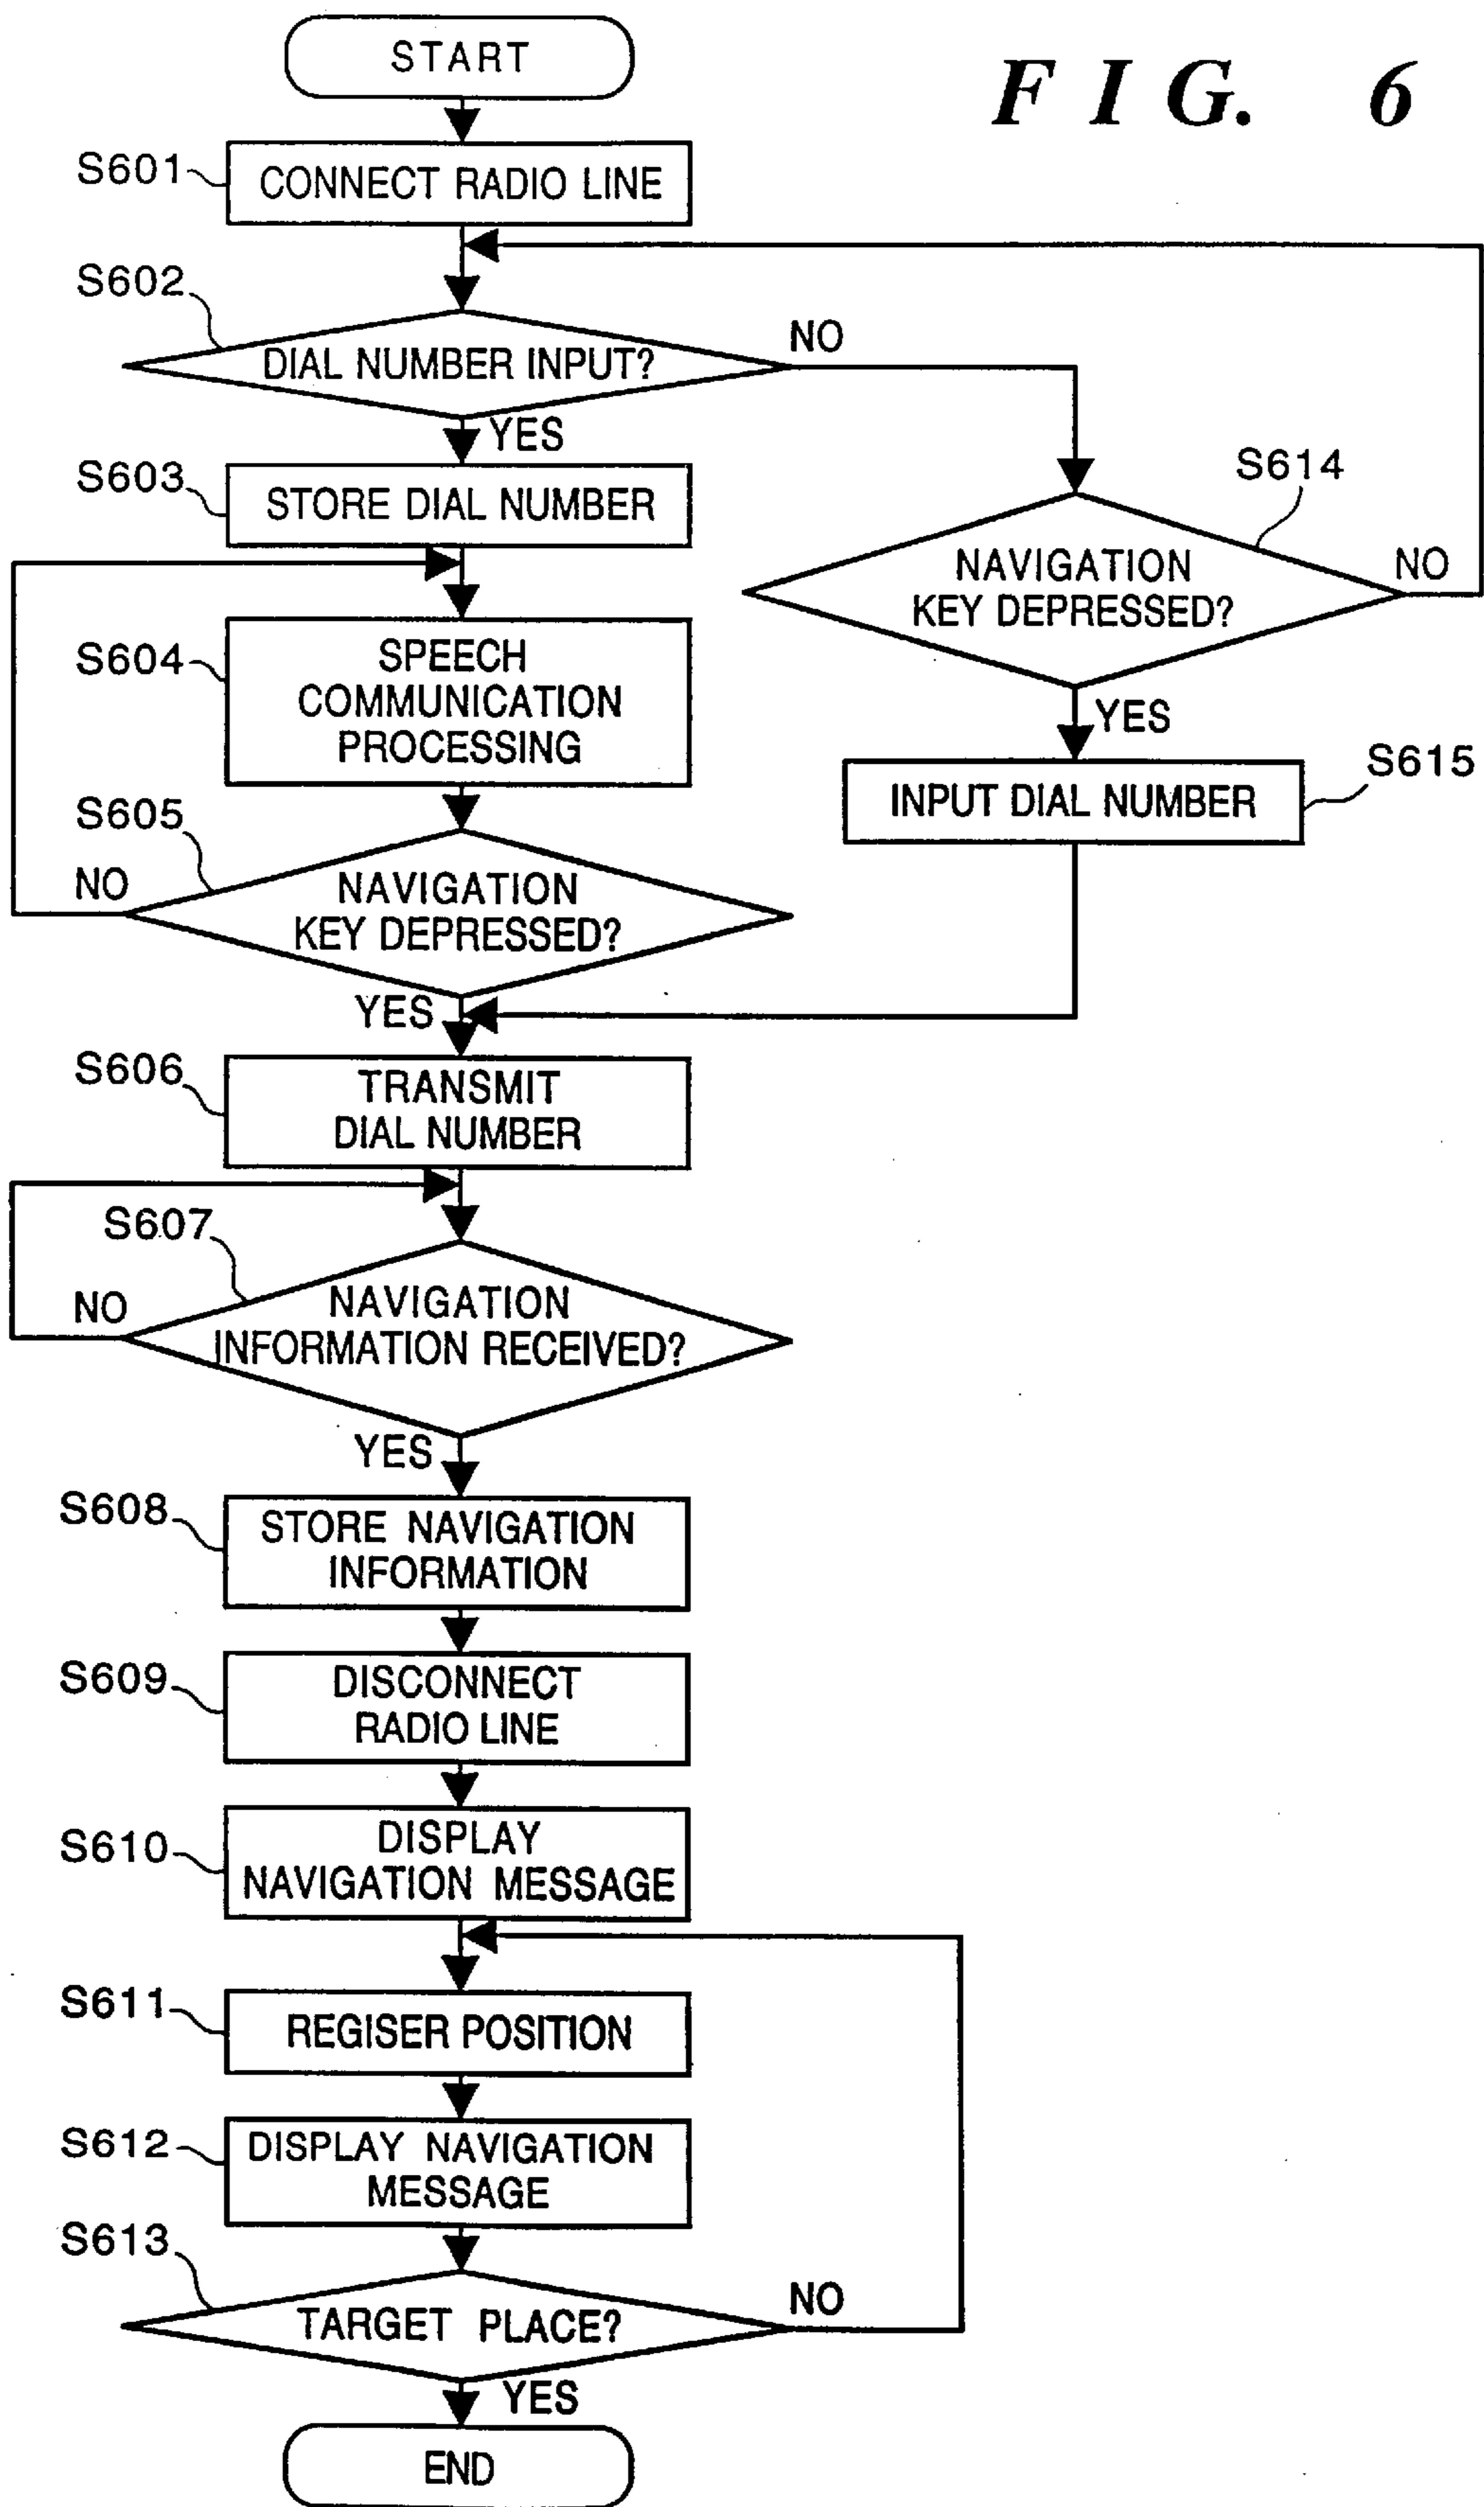 START
FIG. 6
S601
CONNECT RADIO LINE
S602
DIAL NUMBER INPUT?
NO
YES
S603
STORE DIAL NUMBER
S614
NAVIGATION
KEY DEPRESSED?
NO
YES
S604
SPEECH
COMMUNICATION
PROCESSING
S615
INPUT DIAL NUMBER
S605
NO
NAVIGATION
KEY DEPRESSED?
YES
S606
TRANSMIT
DIAL NUMBER
S607
NO
NAVIGATION
INFORMATION RECEIVED?
YES
S608
STORE NAVIGATION
INFORMATION
S609
DISCONNECT
RADIO LINE
S610
DISPLAY
NAVIGATION MESSAGE
S611
REGISER POSITION
S612
DISPLAY NAVIGATION
MESSAGE
S613
TARGET PLACE?
NO
YES
END